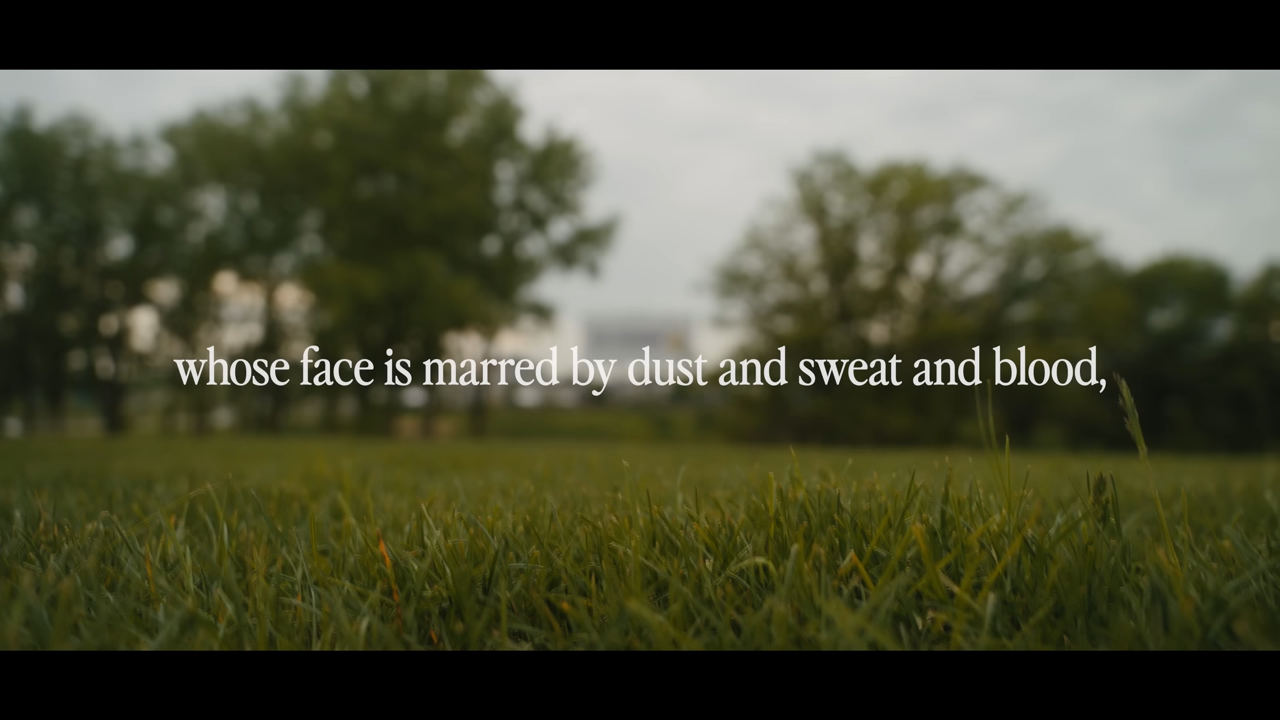 whose face is marred by dust and sweat and blood,